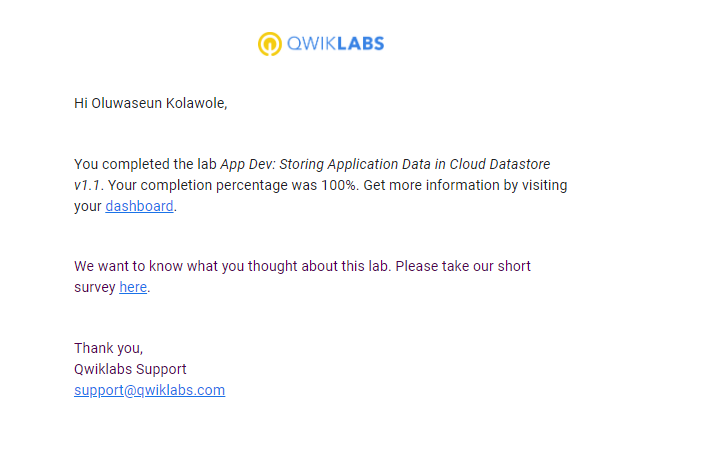 QWIKLABS
Hi Oluwaseun Kolawole,
You completed the lab App Dev: Storing Application Data in Cloud Datastore
v1.1. Your completion percentage was 100%. Get more information by visiting
your dashboard.
We want to know what you thought about this lab. Please take our short
survey here.
Thank you,
Qwiklabs Support
support@qwiklabs.com